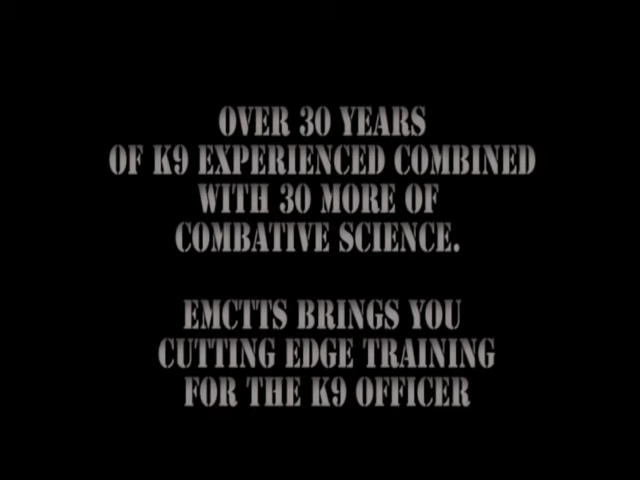 OVER 30 YEARS
OF K9 EXPERIENCED COMBINED
WITH 30 MORE OF
COMBATIVE SCIENCE.
EMCTTS BRINGS YOU
CUTTING EDGE TRAINING
FOR THE K9 OFFICER